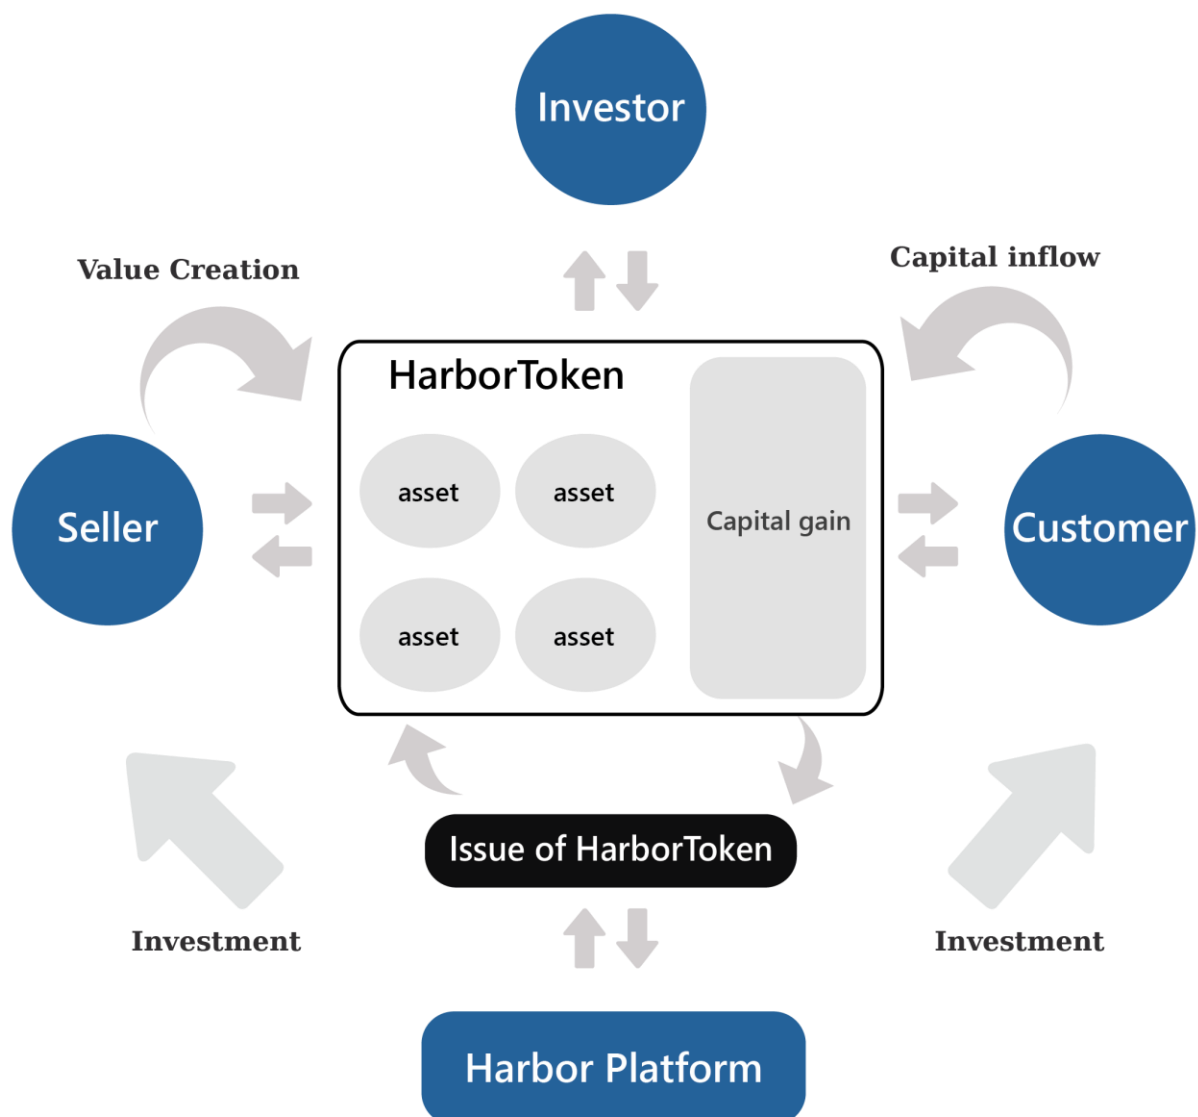 Investor
Value Creation
Capital inflow
HarborToken
asset
asset
Capital gain
Seller
Customer
asset
asset
Issue of HarborToken
Investment
Investment
Harbor Platform